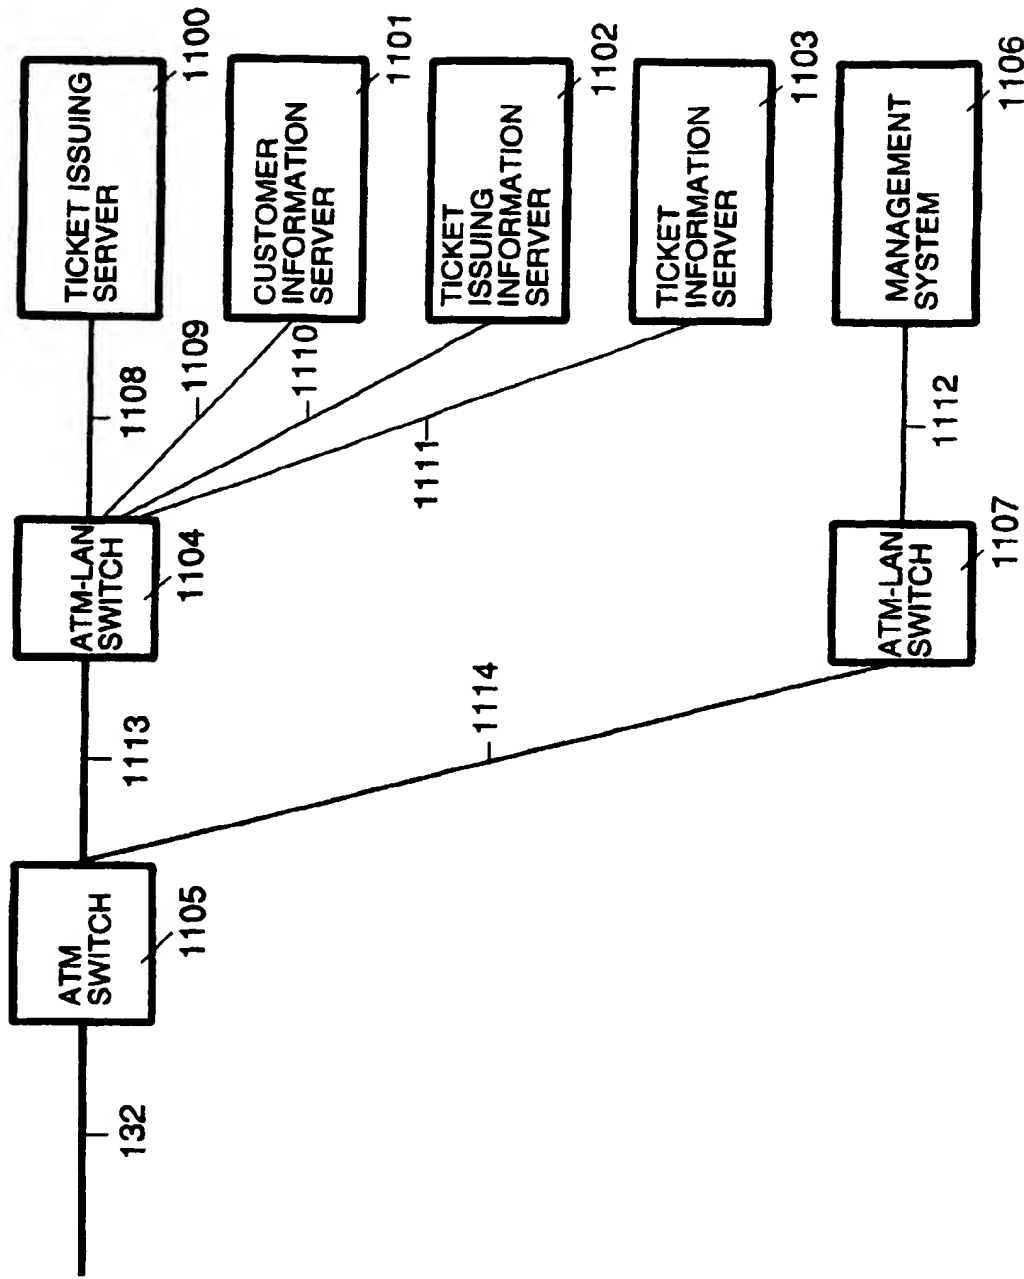 TICKET ISSUING
SERVER
1100
CUSTOMER
INFORMATION
SERVER
1101
TICKET
ISSUING
INFORMATION
SERVER
1102
TICKET
INFORMATION
SERVER
1103
MANAGEMENT
SYSTEM
1106
1108
1109
1110
1111
1112
ATM-LAN
SWITCH
1104
ATM-LAN
SWITCH
1107
1113
1114
ATM
SWITCH
1105
132